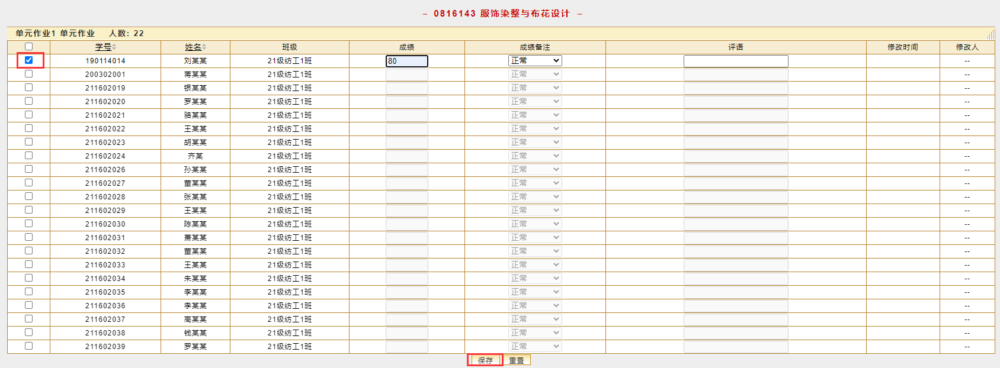 – 0816143 服饰染整与布花设计 –
单元作业1 单元作业 人数: 22
学号 姓名 班级 成绩 成绩备注 评语 修改时间 修改人
190114014 刘某某 21级纺工1班 80 正常 --
200302001 蒋某某 21级纺工1班 正常 --
211602019 银某某 21级纺工1班 正常 --
211602020 罗某某 21级纺工1班 正常 --
211602021 骆某某 21级纺工1班 正常 --
211602022 王某某 21级纺工1班 正常 --
211602023 胡某某 21级纺工1班 正常 --
211602024 齐某 21级纺工1班 正常 --
211602026 孙某某 21级纺工1班 正常 --
211602027 董某某 21级纺工1班 正常 --
211602028 张某某 21级纺工1班 正常 --
211602029 王某某 21级纺工1班 正常 --
211602030 陈某某 21级纺工1班 正常 --
211602031 萧某某 21级纺工1班 正常 --
211602032 董某某 21级纺工1班 正常 --
211602033 王某某 21级纺工1班 正常 --
211602034 朱某某 21级纺工1班 正常 --
211602035 李某某 21级纺工1班 正常 --
211602036 李某某 21级纺工1班 正常 --
211602037 高某某 21级纺工1班 正常 --
211602038 钱某某 21级纺工1班 正常 --
211602039 罗某某 21级纺工1班 正常 --
保存 重置